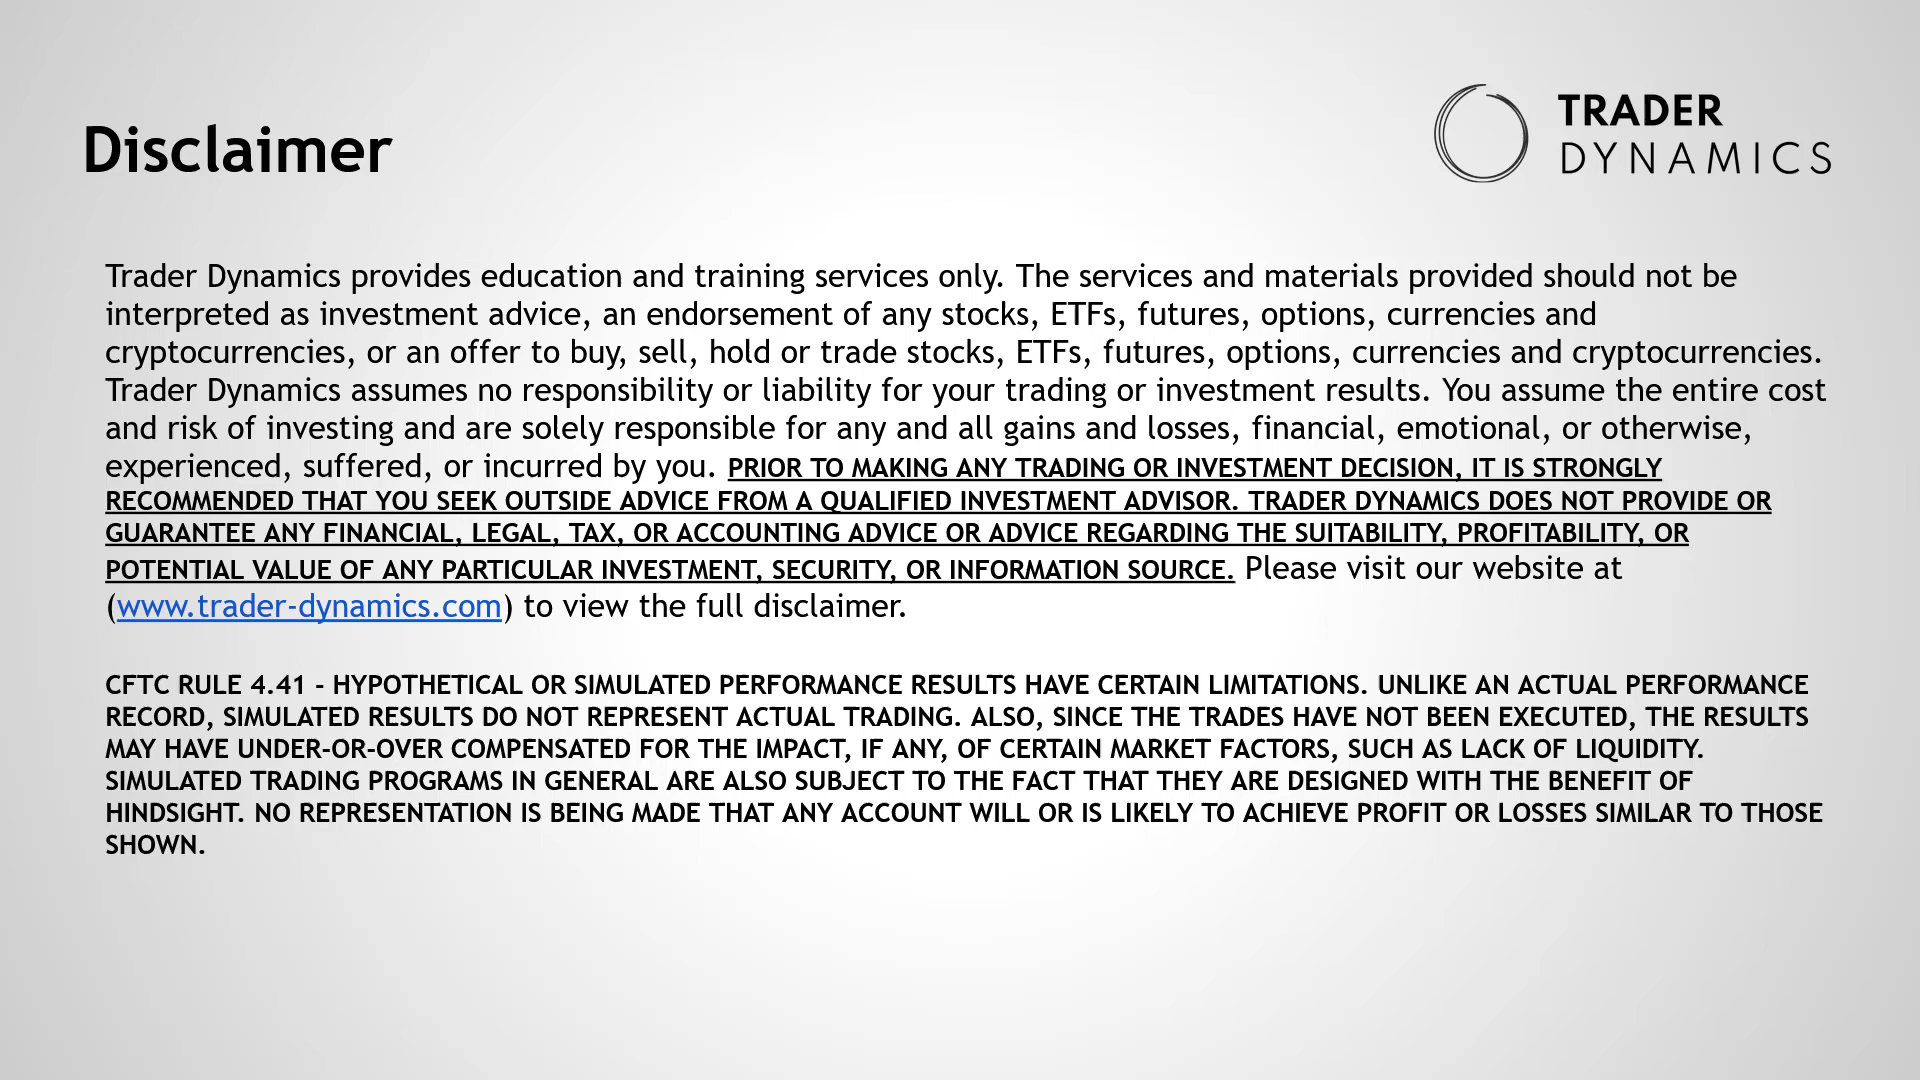 Disclaimer
TRADER
DYNAMICS
Trader Dynamics provides education and training services only. The services and materials provided should not be
interpreted as investment advice, an endorsement of any stocks, ETFs, futures, options, currencies and
cryptocurrencies, or an offer to buy, sell, hold or trade stocks, ETFs, futures, options, currencies and cryptocurrencies.
Trader Dynamics assumes no responsibility or liability for your trading or investment results. You assume the entire cost
and risk of investing and are solely responsible for any and all gains and losses, financial, emotional, or otherwise,
experienced, suffered, or incurred by you. PRIOR TO MAKING ANY TRADING OR INVESTMENT DECISION, IT IS STRONGLY
RECOMMENDED THAT YOU SEEK OUTSIDE ADVICE FROM A QUALIFIED INVESTMENT ADVISOR. TRADER DYNAMICS DOES NOT PROVIDE OR
GUARANTEE ANY FINANCIAL, LEGAL, TAX, OR ACCOUNTING ADVICE OR ADVICE REGARDING THE SUITABILITY, PROFITABILITY, OR
POTENTIAL VALUE OF ANY PARTICULAR INVESTMENT, SECURITY, OR INFORMATION SOURCE. Please visit our website at
(www.trader-dynamics.com) to view the full disclaimer.
CFTC RULE 4.41 - HYPOTHETICAL OR SIMULATED PERFORMANCE RESULTS HAVE CERTAIN LIMITATIONS. UNLIKE AN ACTUAL PERFORMANCE
RECORD, SIMULATED RESULTS DO NOT REPRESENT ACTUAL TRADING. ALSO, SINCE THE TRADES HAVE NOT BEEN EXECUTED, THE RESULTS
MAY HAVE UNDER-OR-OVER COMPENSATED FOR THE IMPACT, IF ANY, OF CERTAIN MARKET FACTORS, SUCH AS LACK OF LIQUIDITY.
SIMULATED TRADING PROGRAMS IN GENERAL ARE ALSO SUBJECT TO THE FACT THAT THEY ARE DESIGNED WITH THE BENEFIT OF
HINDSIGHT. NO REPRESENTATION IS BEING MADE THAT ANY ACCOUNT WILL OR IS LIKELY TO ACHIEVE PROFIT OR LOSSES SIMILAR TO THOSE
SHOWN.